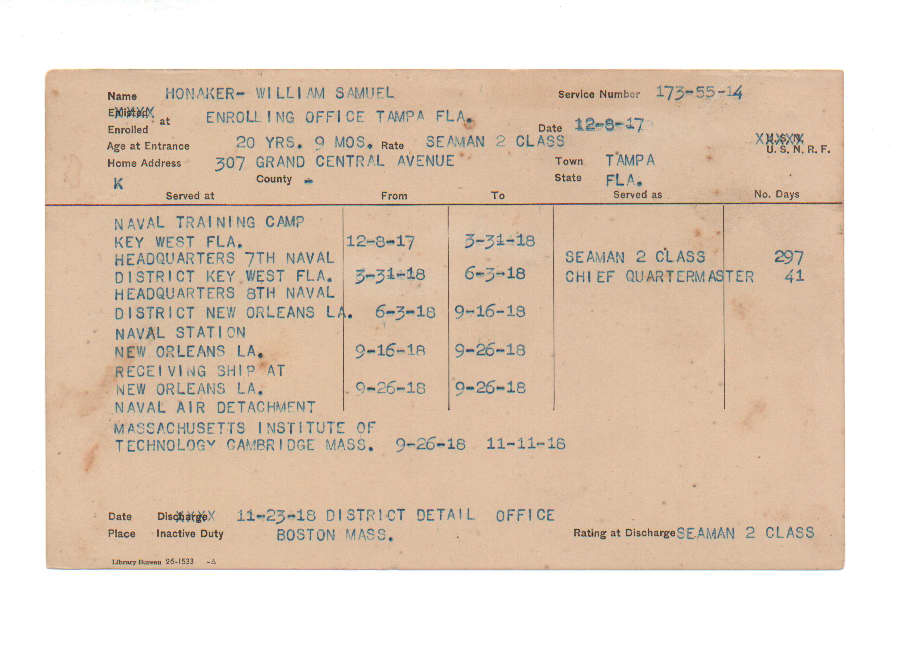 Name HONAKER- WILLIAM SAMUEL Service Number 173-55-14
Enrolled at ENROLLING OFFICE TAMPA FLA. Date 12-8-17
Age at Entrance 20 YRS. 9 MOS. Rate SEAMAN 2 CLASS U.S.N.R.F.
Home Address 307 GRAND CENTRAL AVENUE Town TAMPA
K County - State FLA.
Served at From To Served as No. Days
NAVAL TRAINING CAMP
KEY WEST FLA. 12-8-17 3-31-18
HEADQUARTERS 7TH NAVAL SEAMAN 2 CLASS 297
DISTRICT KEY WEST FLA. 3-31-18 6-3-18 CHIEF QUARTERMASTER 41
HEADQUARTERS 8TH NAVAL
DISTRICT NEW ORLEANS LA. 6-3-18 9-16-18
NAVAL STATION
NEW ORLEANS LA. 9-16-18 9-26-18
RECEIVING SHIP AT
NEW ORLEANS LA. 9-26-18 9-26-18
NAVAL AIR DETACHMENT
MASSACHUSETTS INSTITUTE OF
TECHNOLOGY CAMBRIDGE MASS. 9-26-18 11-11-18
Date Discharge 11-23-18 DISTRICT DETAIL OFFICE
Place Inactive Duty BOSTON MASS. Rating at Discharge SEAMAN 2 CLASS
Library Bureau 26-1533 -A